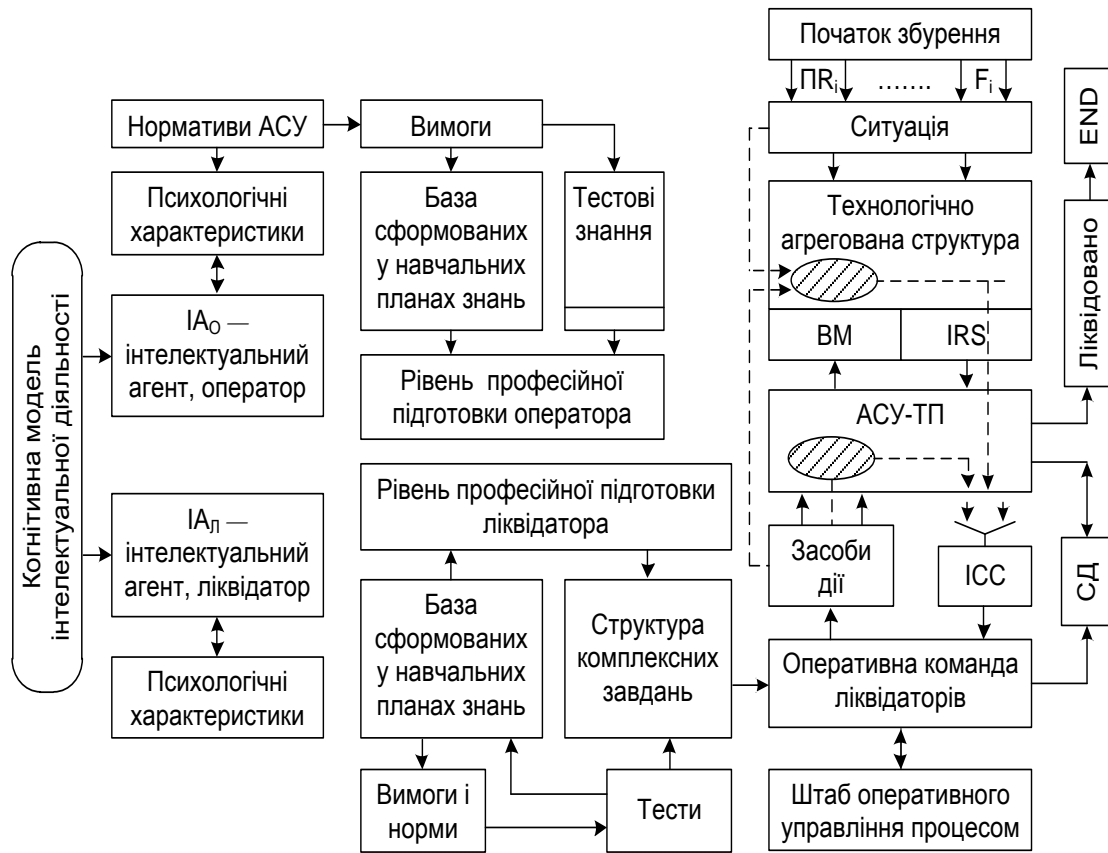 Початок збурення
ПRi ....... Fi
Ситуація
Технологічно
агрегована структура
ВМ
IRS
АСУ-ТП
Засоби
дії
ІСС
Оперативна команда
ліквідаторів
Штаб оперативного
управління процесом
END
Ліквідовано
СД
Нормативи АСУ
Вимоги
Психологічні
характеристики
База
сформованих
у навчальних
планах знань
Тестові
знання
ІАО —
інтелектуальний
агент, оператор
Рівень професійної
підготовки оператора
Когнітивна модель
інтелектуальної діяльності
ІАЛ —
інтелектуальний
агент, ліквідатор
Психологічні
характеристики
Рівень професійної підготовки
ліквідатора
База
сформованих
у навчальних
планах знань
Структура
комплексних
завдань
Вимоги і
норми
Тести